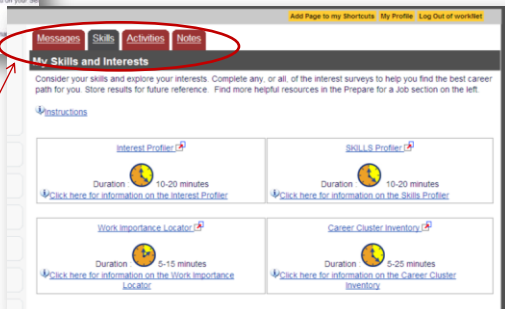 Add Page to my Shortcuts My Profile Log Out of worknet
Messages Skills Activities Notes
My Skills and Interests
Consider your skills and explore your interests. Complete any, or all, of the interest surveys to help you find the best career
path for you. Store results for future reference. Find more helpful resources in the Prepare for a Job section on the left.
Instructions
Interest Profiler
SKILLS Profiler
Duration 10-20 minutes
Duration 10-20 minutes
Click here for information on the Interest Profiler
Click here for information on the Skills Profiler
Work Importance Locator
Career Cluster Inventory
Duration 5-15 minutes
Duration 5-25 minutes
Click here for information on the Work Importance
Locator
Click here for information on the Career Cluster
Inventory